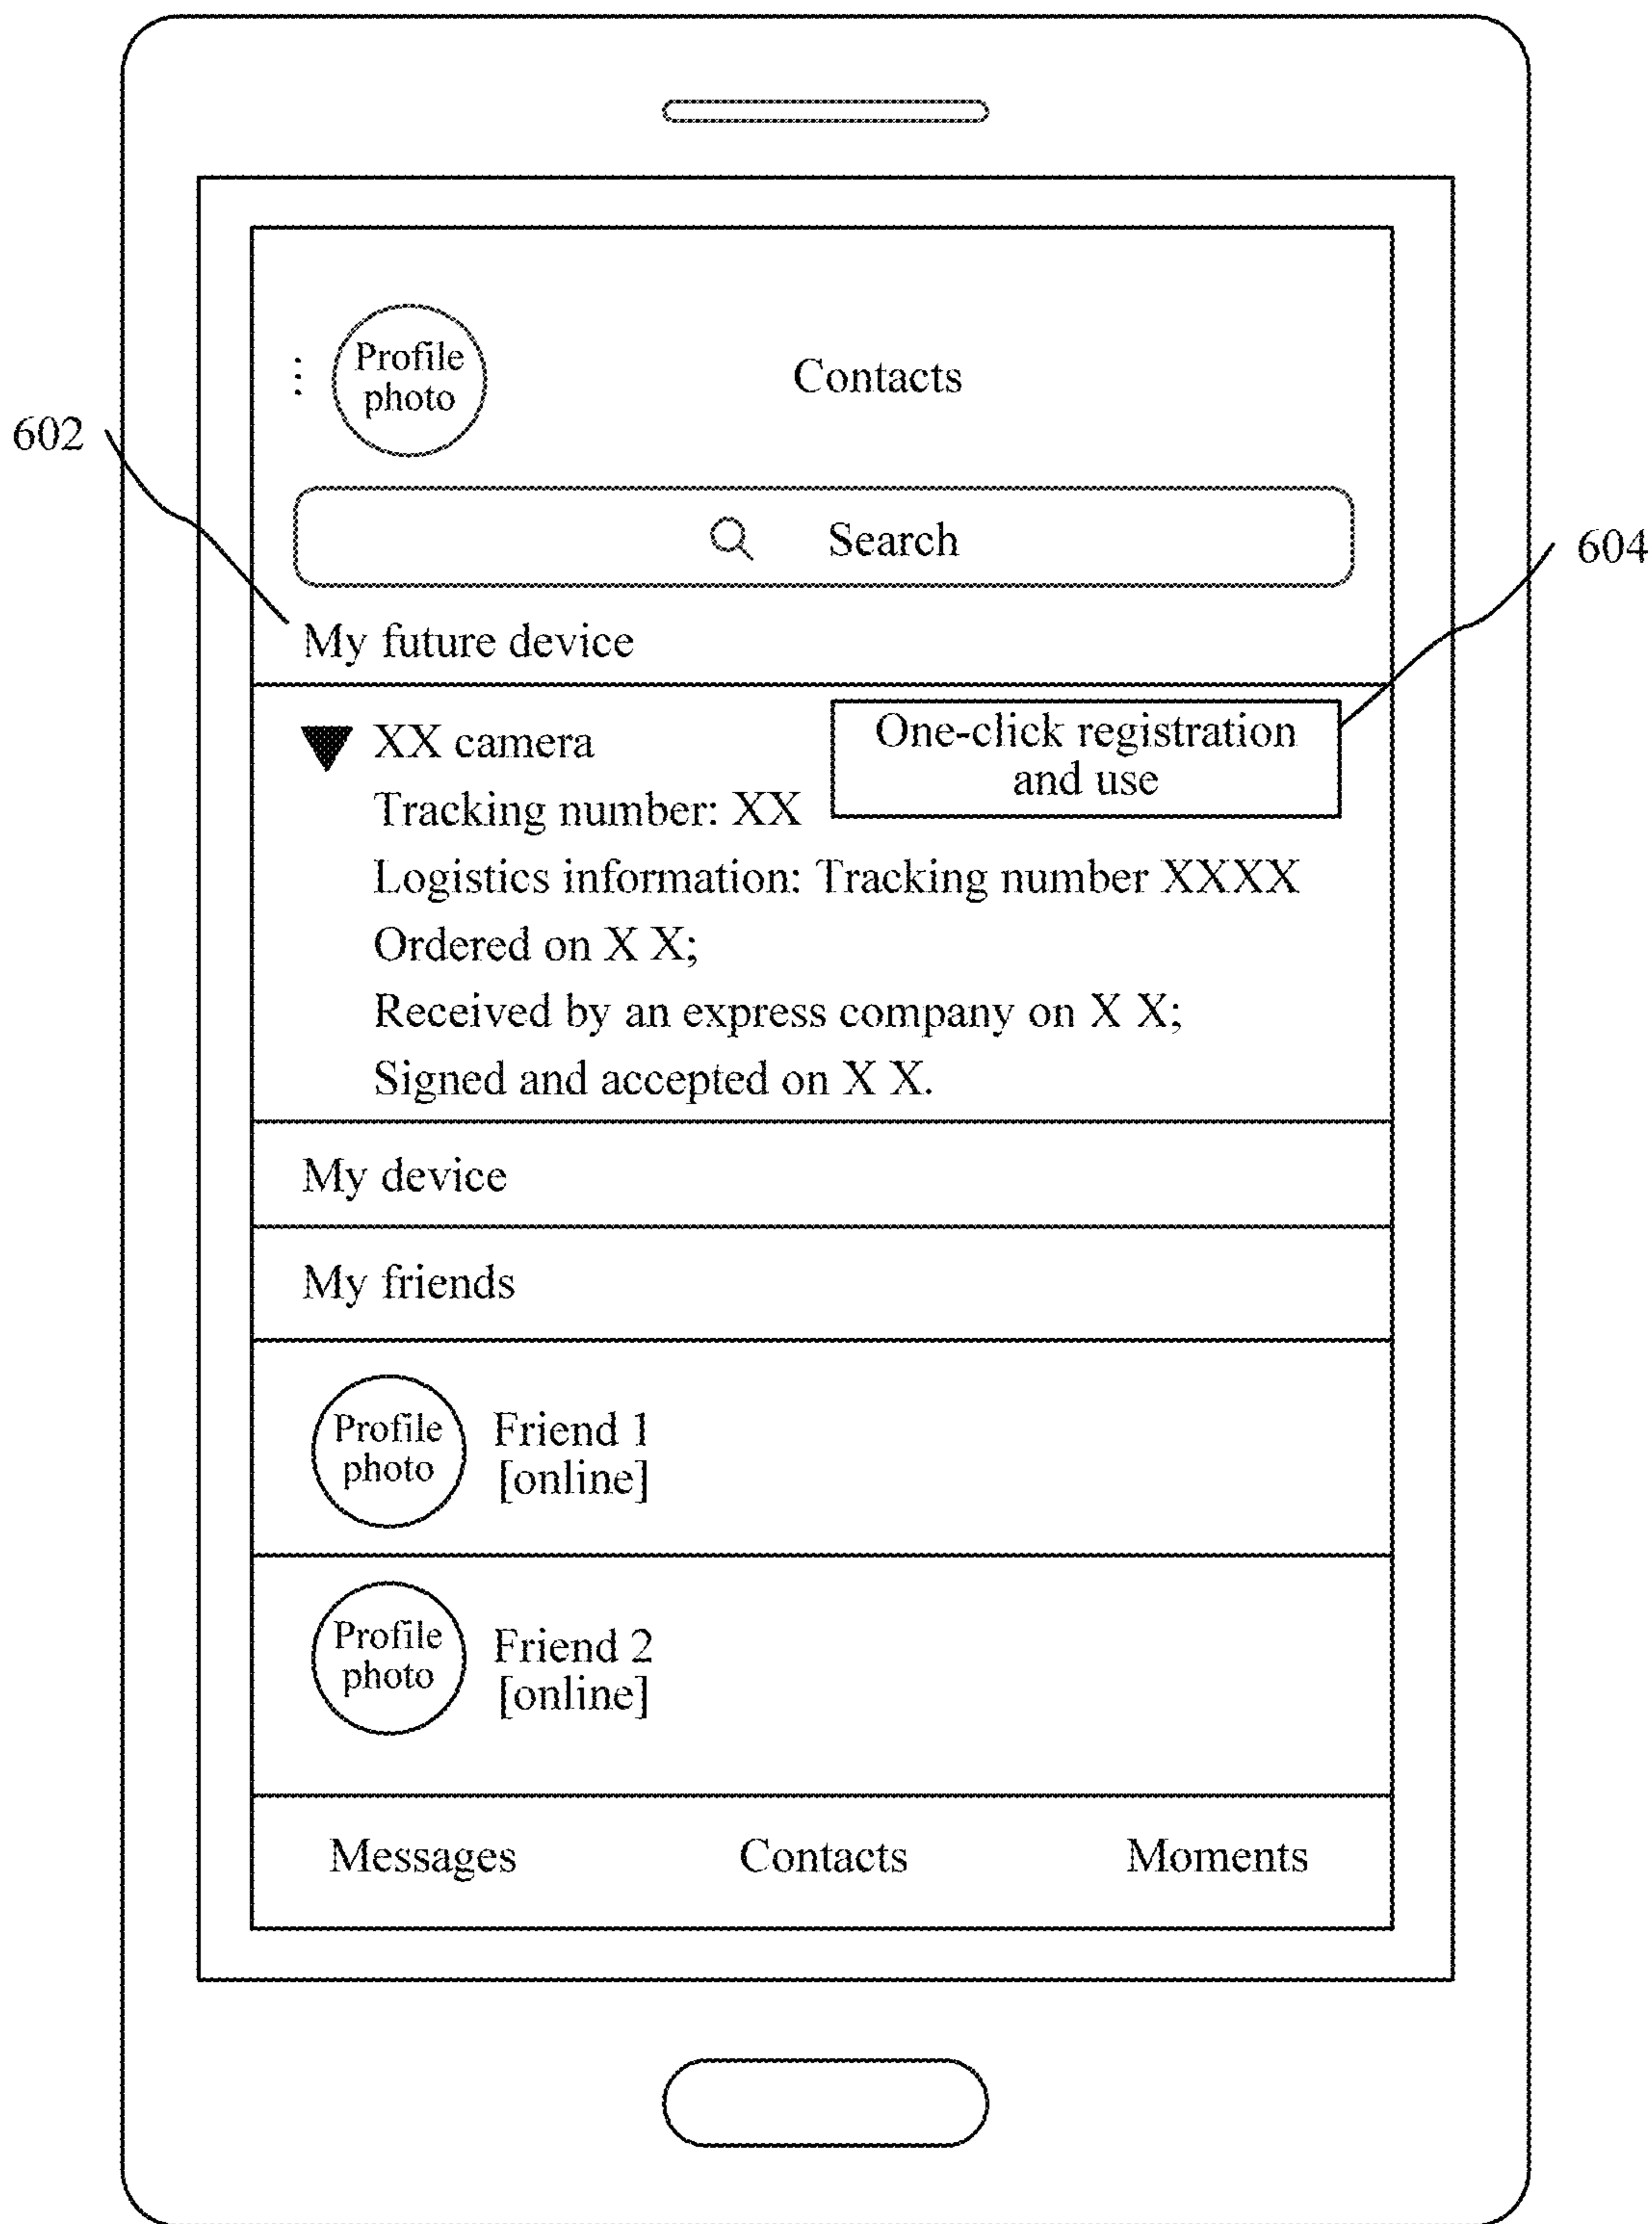 Profile
photo
Contacts
602
Search
604
My future device
XX camera
One-click registration
and use
Tracking number: XX
Logistics information: Tracking number XXXX
Ordered on X X;
Received by an express company on X X;
Signed and accepted on X X.
My device
My friends
Profile
photo
Friend 1
[online]
Profile
photo
Friend 2
[online]
Messages Contacts Moments